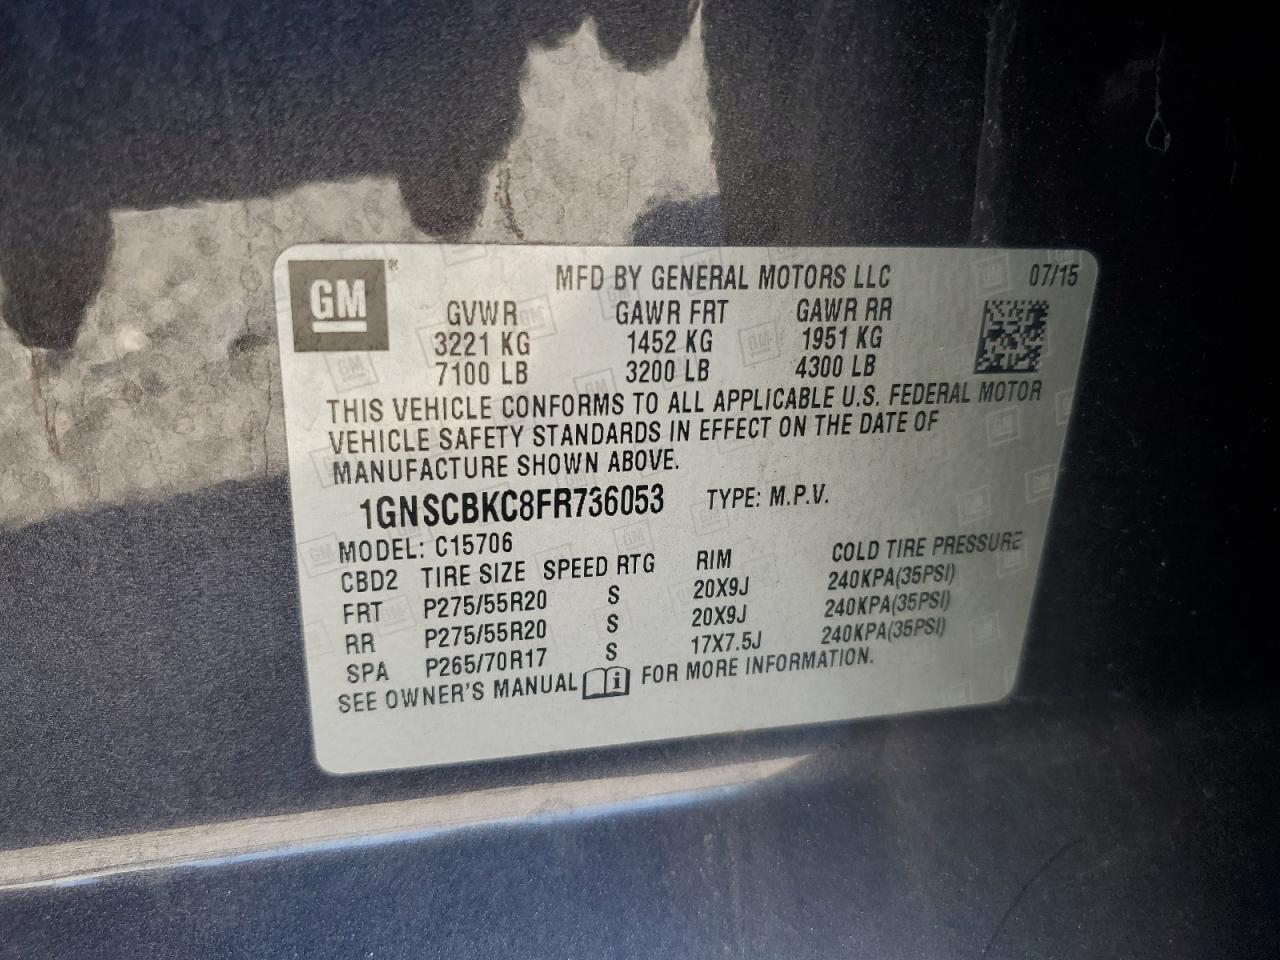 GM®
MFD BY GENERAL MOTORS LLC 07/15
GVWR GAWR FRT GAWR RR
3221 KG 1452 KG 1951 KG
7100 LB 3200 LB 4300 LB
THIS VEHICLE CONFORMS TO ALL APPLICABLE U.S. FEDERAL MOTOR
VEHICLE SAFETY STANDARDS IN EFFECT ON THE DATE OF
MANUFACTURE SHOWN ABOVE.
1GNSCBKC8FR736053 TYPE: M.P.V.
MODEL: C15706
CBD2 TIRE SIZE SPEED RTG RIM COLD TIRE PRESSURE
FRT P275/55R20 S 20X9J 240KPA(35PSI)
RR P275/55R20 S 20X9J 240KPA(35PSI)
SPA P265/70R17 S 17X7.5J 240KPA(35PSI)
SEE OWNER'S MANUAL i FOR MORE INFORMATION.